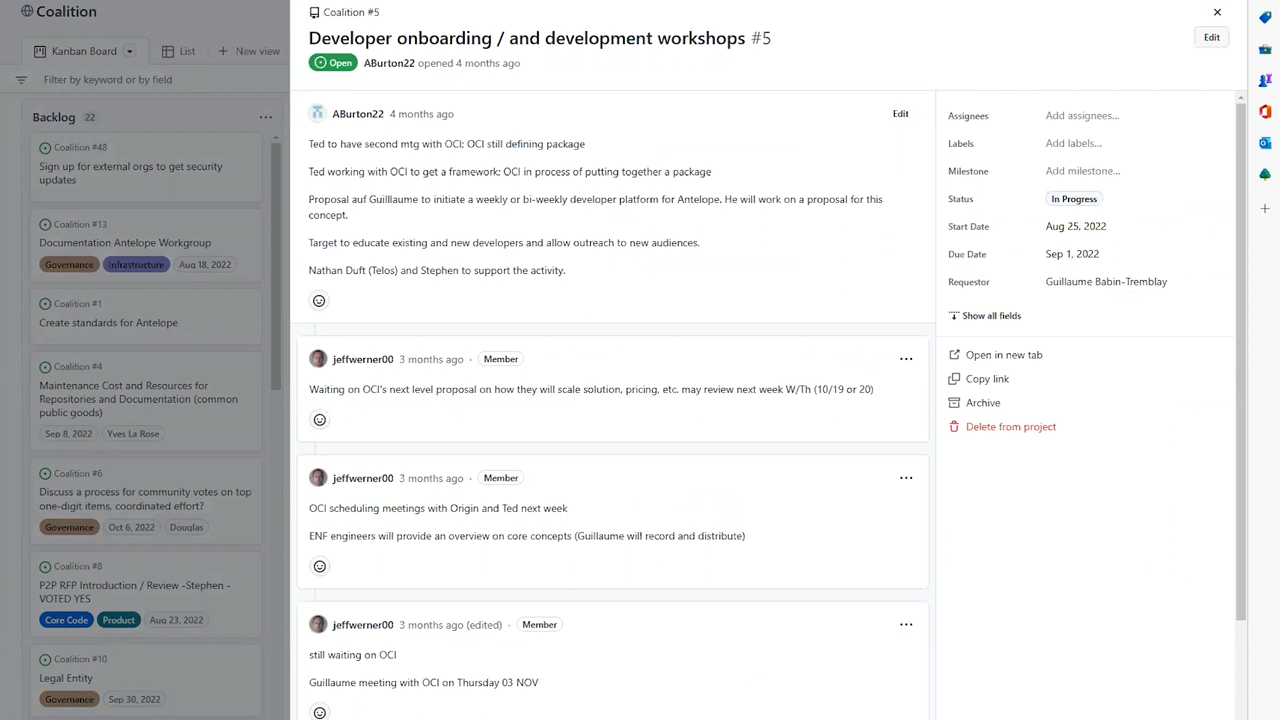 Coalition
Kanban Board
List
New view
Filter by keyword or by field
Backlog 22
Coalition #48
Sign up for external orgs to get security
updates
Coalition #13
Documentation Antelope Workgroup
Governance Infrastructure Aug 18, 2022
Coalition #1
Create standards for Antelope
Coalition #4
Maintenance Cost and Resources for
Repositories and Documentation (common
public goods)
Sep 8, 2022 Yves La Rose
Coalition #6
Discuss a process for community votes on top
one-digit items, coordinated effort?
Governance Oct 6, 2022 Douglas
Coalition #8
P2P RFP Introduction / Review -Stephen -
VOTED YES
Core Code Product Aug 23, 2022
Coalition #10
Legal Entity
Governance Sep 30, 2022
Coalition #5
Developer onboarding / and development workshops #5
Edit
Open ABurton22 opened 4 months ago
ABurton22 4 months ago
Edit
Ted to have second mtg with OCI; OCI still defining package
Ted working with OCI to get a framework; OCI in process of putting together a package
Proposal auf Guilllaume to initiate a weekly or bi-weekly developer platform for Antelope. He will work on a proposal for this
concept.
Target to educate existing and new developers and allow outreach to new audiences.
Nathan Duft (Telos) and Stephen to support the activity.
jeffwerner00 3 months ago · Member
Waiting on OCI's next level proposal on how they will scale solution, pricing, etc. may review next week W/Th (10/19 or 20)
jeffwerner00 3 months ago · Member
OCI scheduling meetings with Origin and Ted next week
ENF engineers will provide an overview on core concepts (Guillaume will record and distribute)
jeffwerner00 3 months ago (edited) · Member
still waiting on OCI
Guillaume meeting with OCI on Thursday 03 NOV
Assignees Add assignees...
Labels Add labels...
Milestone Add milestone...
Status In Progress
Start Date Aug 25, 2022
Due Date Sep 1, 2022
Requestor Guillaume Babin-Tremblay
Show all fields
Open in new tab
Copy link
Archive
Delete from project